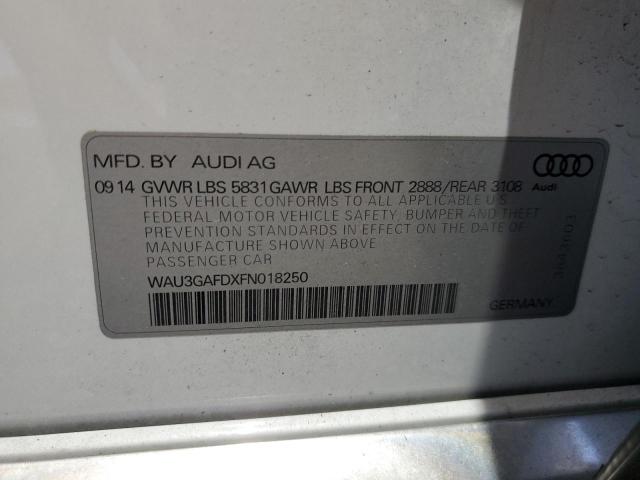 MFD. BY AUDI AG
09 14 GVWR LBS 5831 GAWR LBS FRONT 2888/REAR 3108
Audi
THIS VEHICLE CONFORMS TO ALL APPLICABLE U S
FEDERAL MOTOR VEHICLE SAFETY, BUMPER AND THEFT
PREVENTION STANDARDS IN EFFECT ON THE DATE OF
MANUFACTURE SHOWN ABOVE
PASSENGER CAR
WAU3GAFDXFN018250
GERMANY